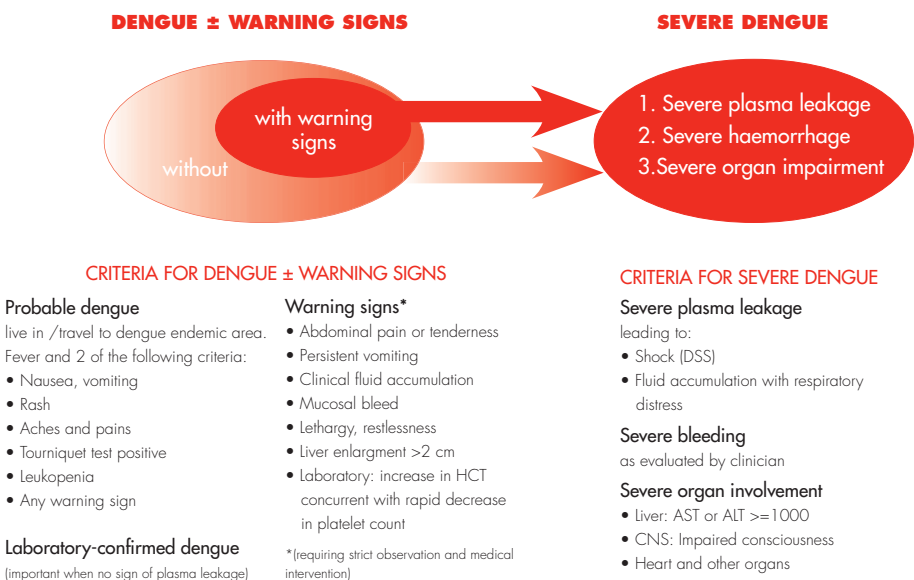 DENGUE ± WARNING SIGNS
SEVERE DENGUE
with warning
signs
without
1. Severe plasma leakage
2. Severe haemorrhage
3.Severe organ impairment
CRITERIA FOR DENGUE ± WARNING SIGNS
Probable dengue
live in /travel to dengue endemic area.
Fever and 2 of the following criteria:
• Nausea, vomiting
• Rash
• Aches and pains
• Tourniquet test positive
• Leukopenia
• Any warning sign
Laboratory-confirmed dengue
(important when no sign of plasma leakage)
Warning signs*
• Abdominal pain or tenderness
• Persistent vomiting
• Clinical fluid accumulation
• Mucosal bleed
• Lethargy, restlessness
• Liver enlargment >2 cm
• Laboratory: increase in HCT
concurrent with rapid decrease
in platelet count
*(requiring strict observation and medical
intervention)
CRITERIA FOR SEVERE DENGUE
Severe plasma leakage
leading to:
• Shock (DSS)
• Fluid accumulation with respiratory
distress
Severe bleeding
as evaluated by clinician
Severe organ involvement
• Liver: AST or ALT >=1000
• CNS: Impaired consciousness
• Heart and other organs